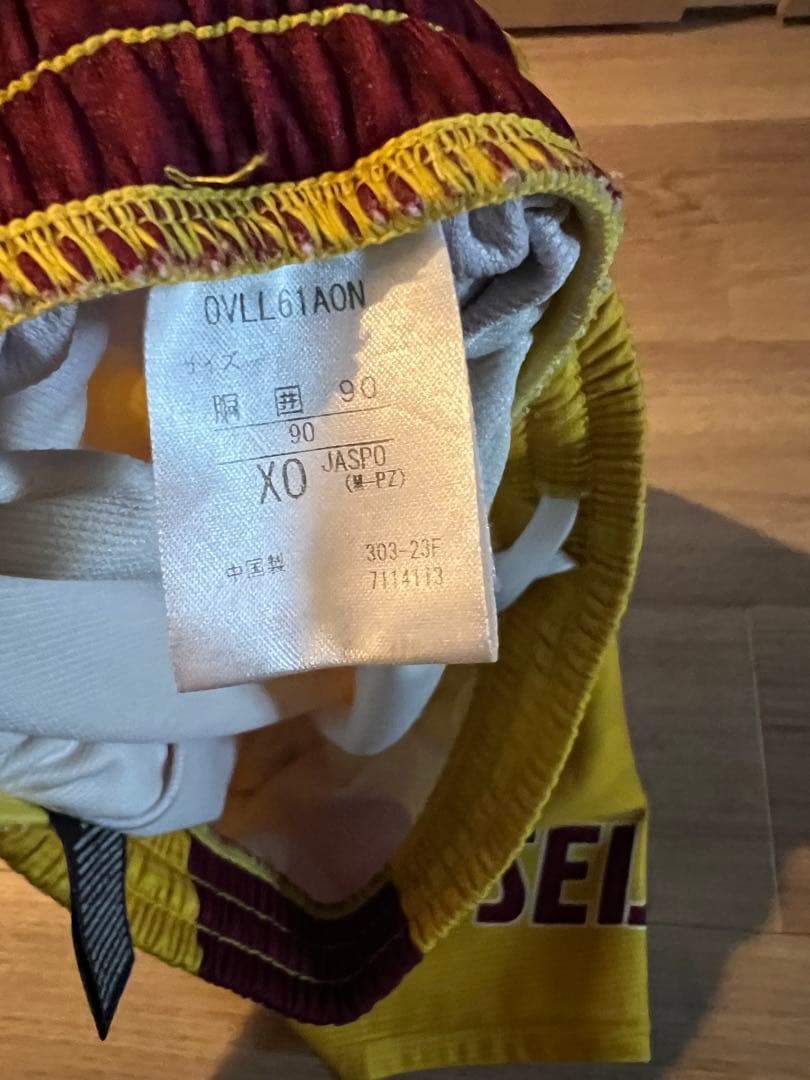 OVLL61AON
サイズ
胴囲 90
90
XO JASPO
(M-PZ)
中国製 303-23F
7114113
SEI